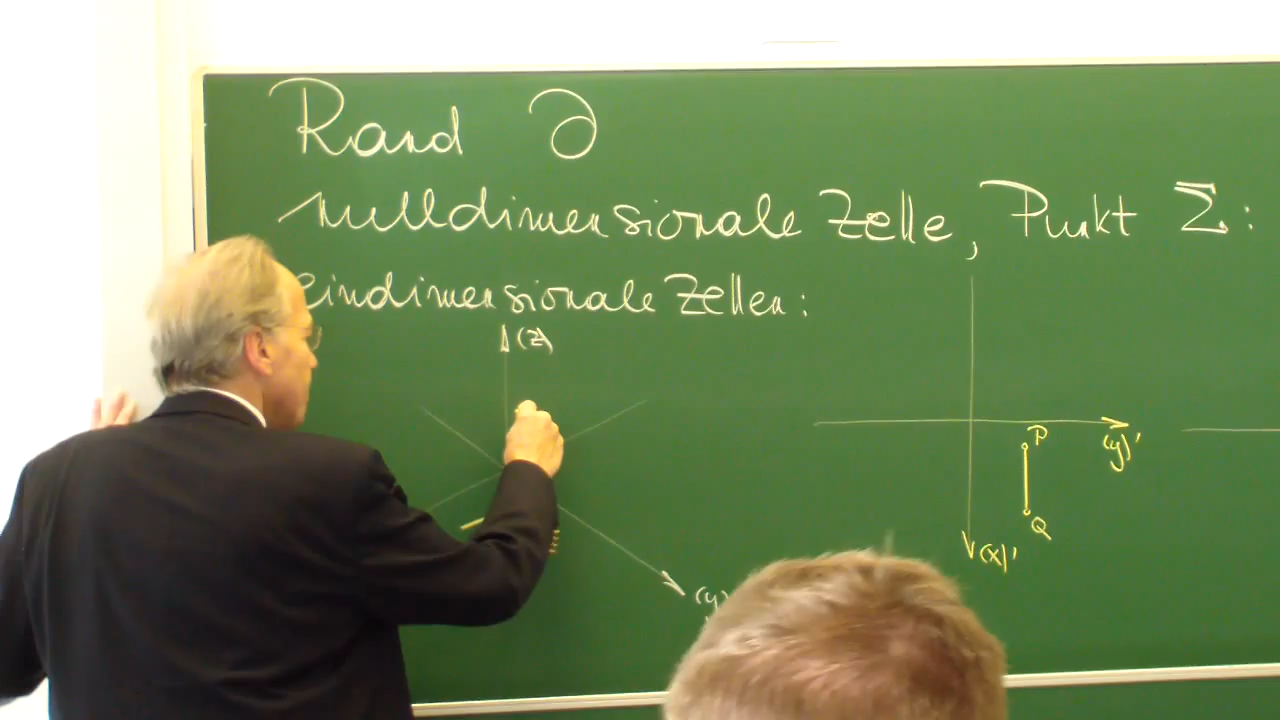 Rand ∂
nulldimensionale Zelle, Punkt Σ:
eindimensionale Zellen:
(z)
(y)
P
(y)'
Q
(x)'